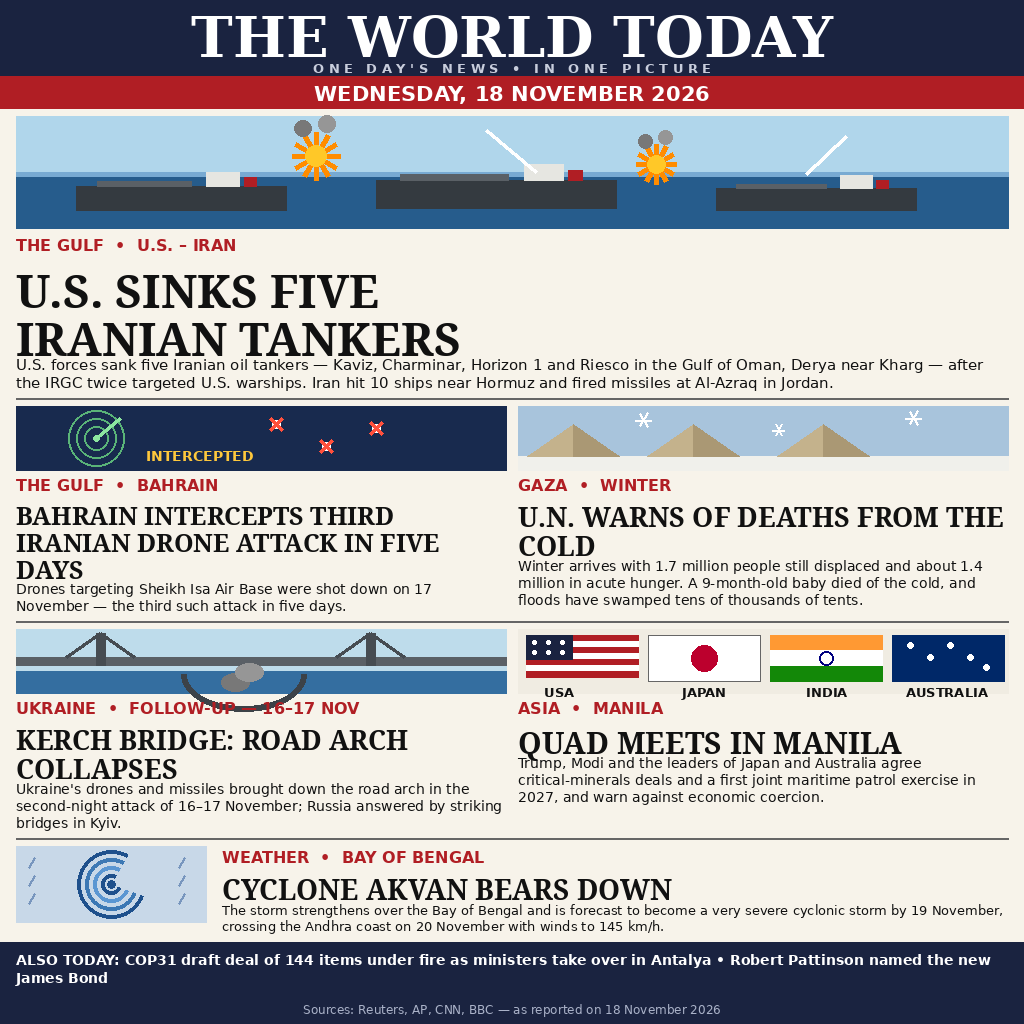 THE WORLD TODAY
ONE DAY'S NEWS • IN ONE PICTURE
WEDNESDAY, 18 NOVEMBER 2026
THE GULF • U.S. – IRAN
U.S. SINKS FIVE
IRANIAN TANKERS
U.S. forces sank five Iranian oil tankers — Kaviz, Charminar, Horizon 1 and Riesco in the Gulf of Oman, Derya near Kharg — after
the IRGC twice targeted U.S. warships. Iran hit 10 ships near Hormuz and fired missiles at Al-Azraq in Jordan.
INTERCEPTED
THE GULF • BAHRAIN
BAHRAIN INTERCEPTS THIRD
IRANIAN DRONE ATTACK IN FIVE
DAYS
Drones targeting Sheikh Isa Air Base were shot down on 17
November — the third such attack in five days.
GAZA • WINTER
U.N. WARNS OF DEATHS FROM THE
COLD
Winter arrives with 1.7 million people still displaced and about 1.4
million in acute hunger. A 9-month-old baby died of the cold, and
floods have swamped tens of thousands of tents.
UKRAINE • FOLLOW-UP — 16–17 NOV
KERCH BRIDGE: ROAD ARCH
COLLAPSES
Ukraine's drones and missiles brought down the road arch in the
second-night attack of 16–17 November; Russia answered by striking
bridges in Kyiv.
USA JAPAN INDIA AUSTRALIA
ASIA • MANILA
QUAD MEETS IN MANILA
Trump, Modi and the leaders of Japan and Australia agree
critical-minerals deals and a first joint maritime patrol exercise in
2027, and warn against economic coercion.
WEATHER • BAY OF BENGAL
CYCLONE AKVAN BEARS DOWN
The storm strengthens over the Bay of Bengal and is forecast to become a very severe cyclonic storm by 19 November,
crossing the Andhra coast on 20 November with winds to 145 km/h.
ALSO TODAY: COP31 draft deal of 144 items under fire as ministers take over in Antalya • Robert Pattinson named the new
James Bond
Sources: Reuters, AP, CNN, BBC — as reported on 18 November 2026